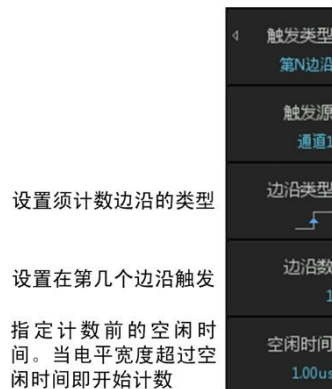 触发类型
第N边沿
触发源
通道1
设置须计数边沿的类型
边沿类型
设置在第几个边沿触发
边沿数
1
指定计数前的空闲时
间。当电平宽度超过空
闲时间即开始计数
空闲时间
1.00us